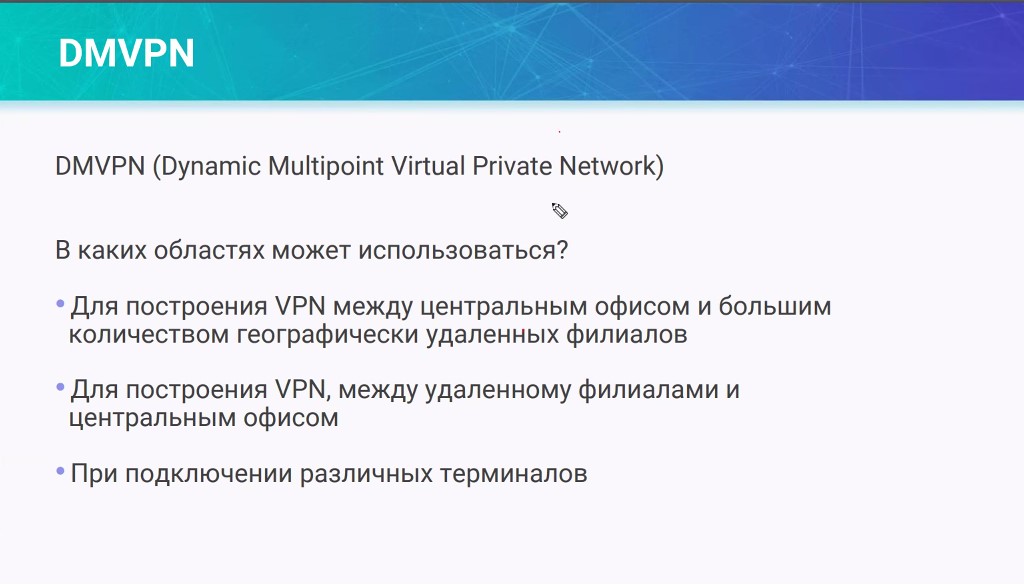 DMVPN
DMVPN (Dynamic Multipoint Virtual Private Network)
В каких областях может использоваться?
• Для построения VPN между центральным офисом и большим
количеством географически удаленных филиалов
• Для построения VPN, между удаленному филиалами и
центральным офисом
• При подключении различных терминалов